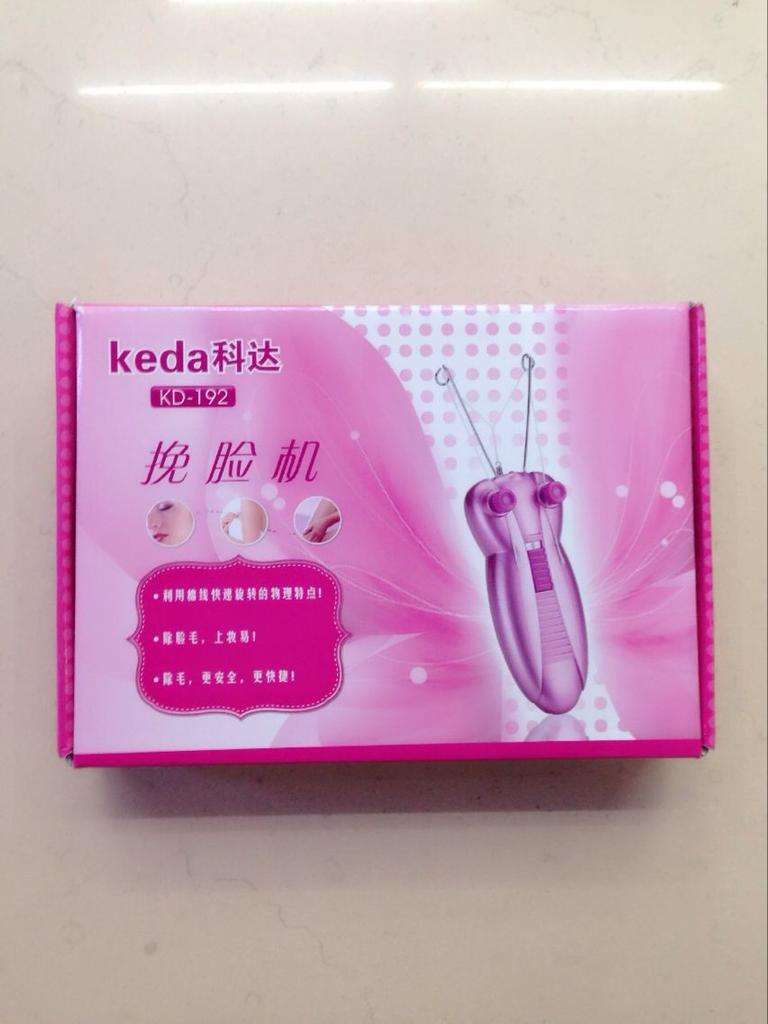 keda科达
KD-192
挽脸机
•利用棉线快速旋转的物理特点!
•除脸毛，上妆易!
•除毛，更安全，更快捷!